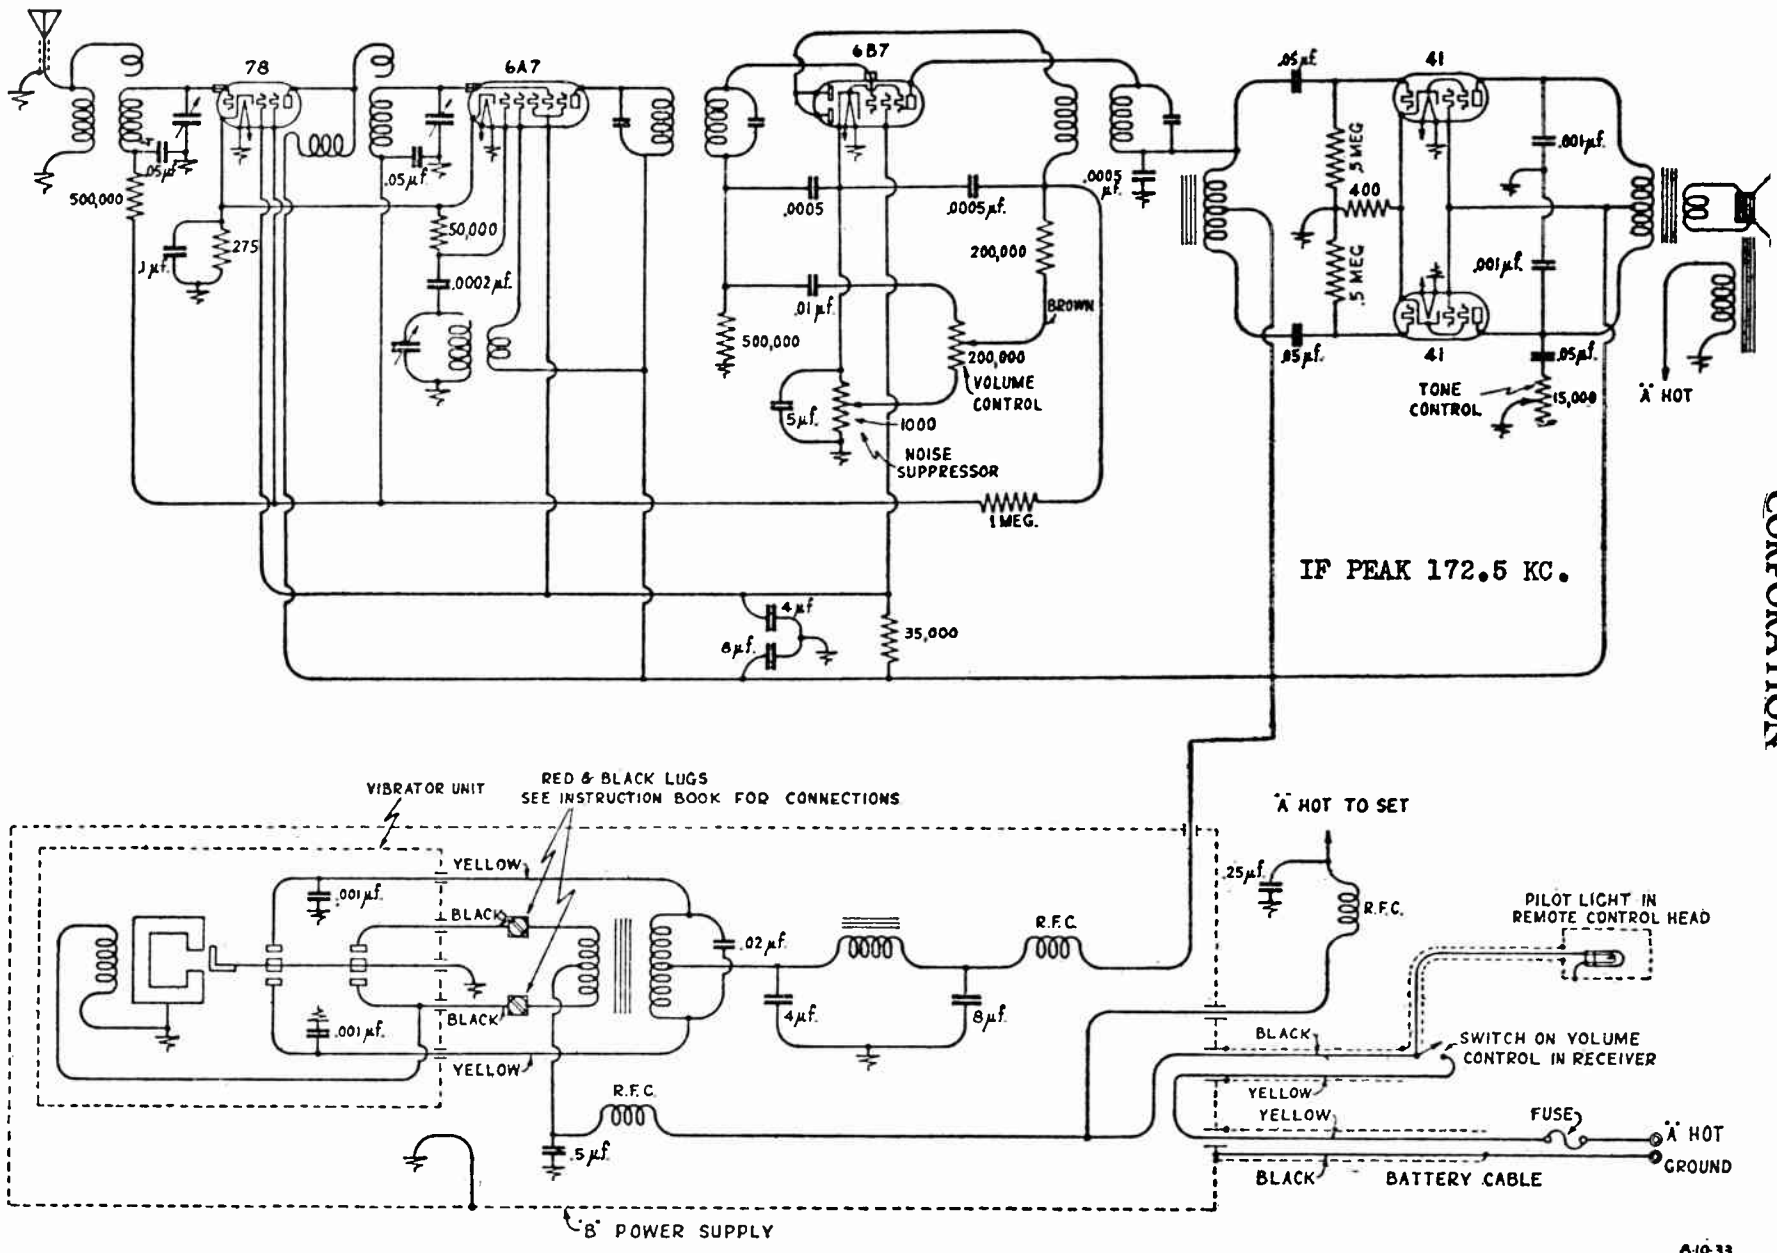 78
6A7
6B7
.05µf.
41
.05µf
.05µf.
500,000
.1µf.
275
50,000
.0002µf.
.0005
.0005µf.
.0005
µf.
.5 MEG
400
.5 MEG
.001µf.
.001µf.
200,000
BROWN
.01µf.
500,000
200,000
VOLUME
CONTROL
.05µf.
41
.05µf.
TONE
CONTROL
15,000
"A" HOT
5µf.
1000
NOISE
SUPPRESSOR
1 MEG.
IF PEAK 172.5 KC.
CORPORATION
4µf
8µf.
35,000
VIBRATOR UNIT
RED & BLACK LUGS
SEE INSTRUCTION BOOK FOR CONNECTIONS
"A" HOT TO SET
YELLOW
.001µf.
BLACK
.02µf.
R.F.C.
.25µf.
R.F.C.
PILOT LIGHT IN
REMOTE CONTROL HEAD
.001µf.
BLACK
4µf.
8µf.
YELLOW
BLACK
SWITCH ON VOLUME
CONTROL IN RECEIVER
YELLOW
R.F.C.
YELLOW
FUSE
"A" HOT
.5µf.
GROUND
BLACK
BATTERY CABLE
"B" POWER SUPPLY
A-10-33